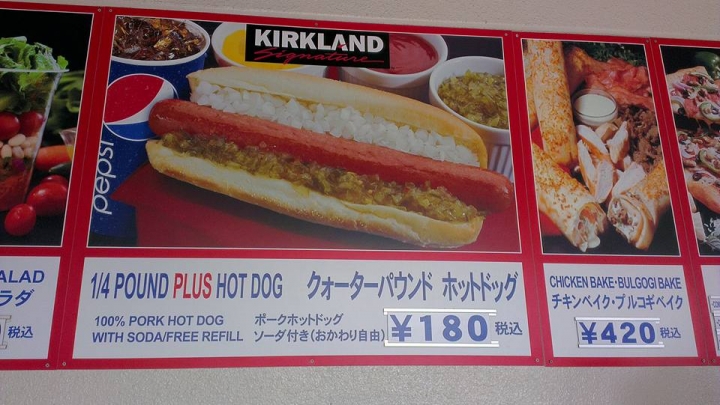 KIRKLAND
Signature
pepsi
ALAD
ラダ
税込
1/4 POUND PLUS HOT DOG クォーターパウンド ホットドッグ
100% PORK HOT DOG ポークホットドッグ
WITH SODA/FREE REFILL ソーダ付き(おかわり自由) ¥180 税込
CHICKEN BAKE・BULGOGI BAKE
チキンベイク・プルコギベイク
¥420 税込